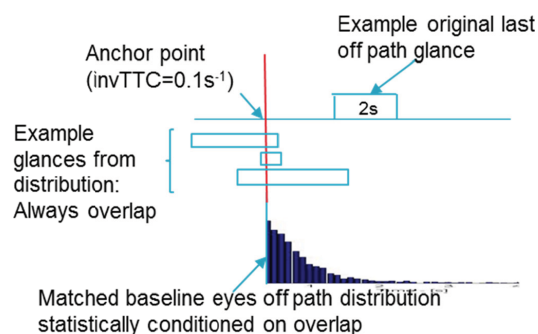 Example original last
off path glance
Anchor point
(invTTC=0.1s⁻¹)
2s
Example
glances from
distribution:
Always overlap
Matched baseline eyes off path distribution
statistically conditioned on overlap